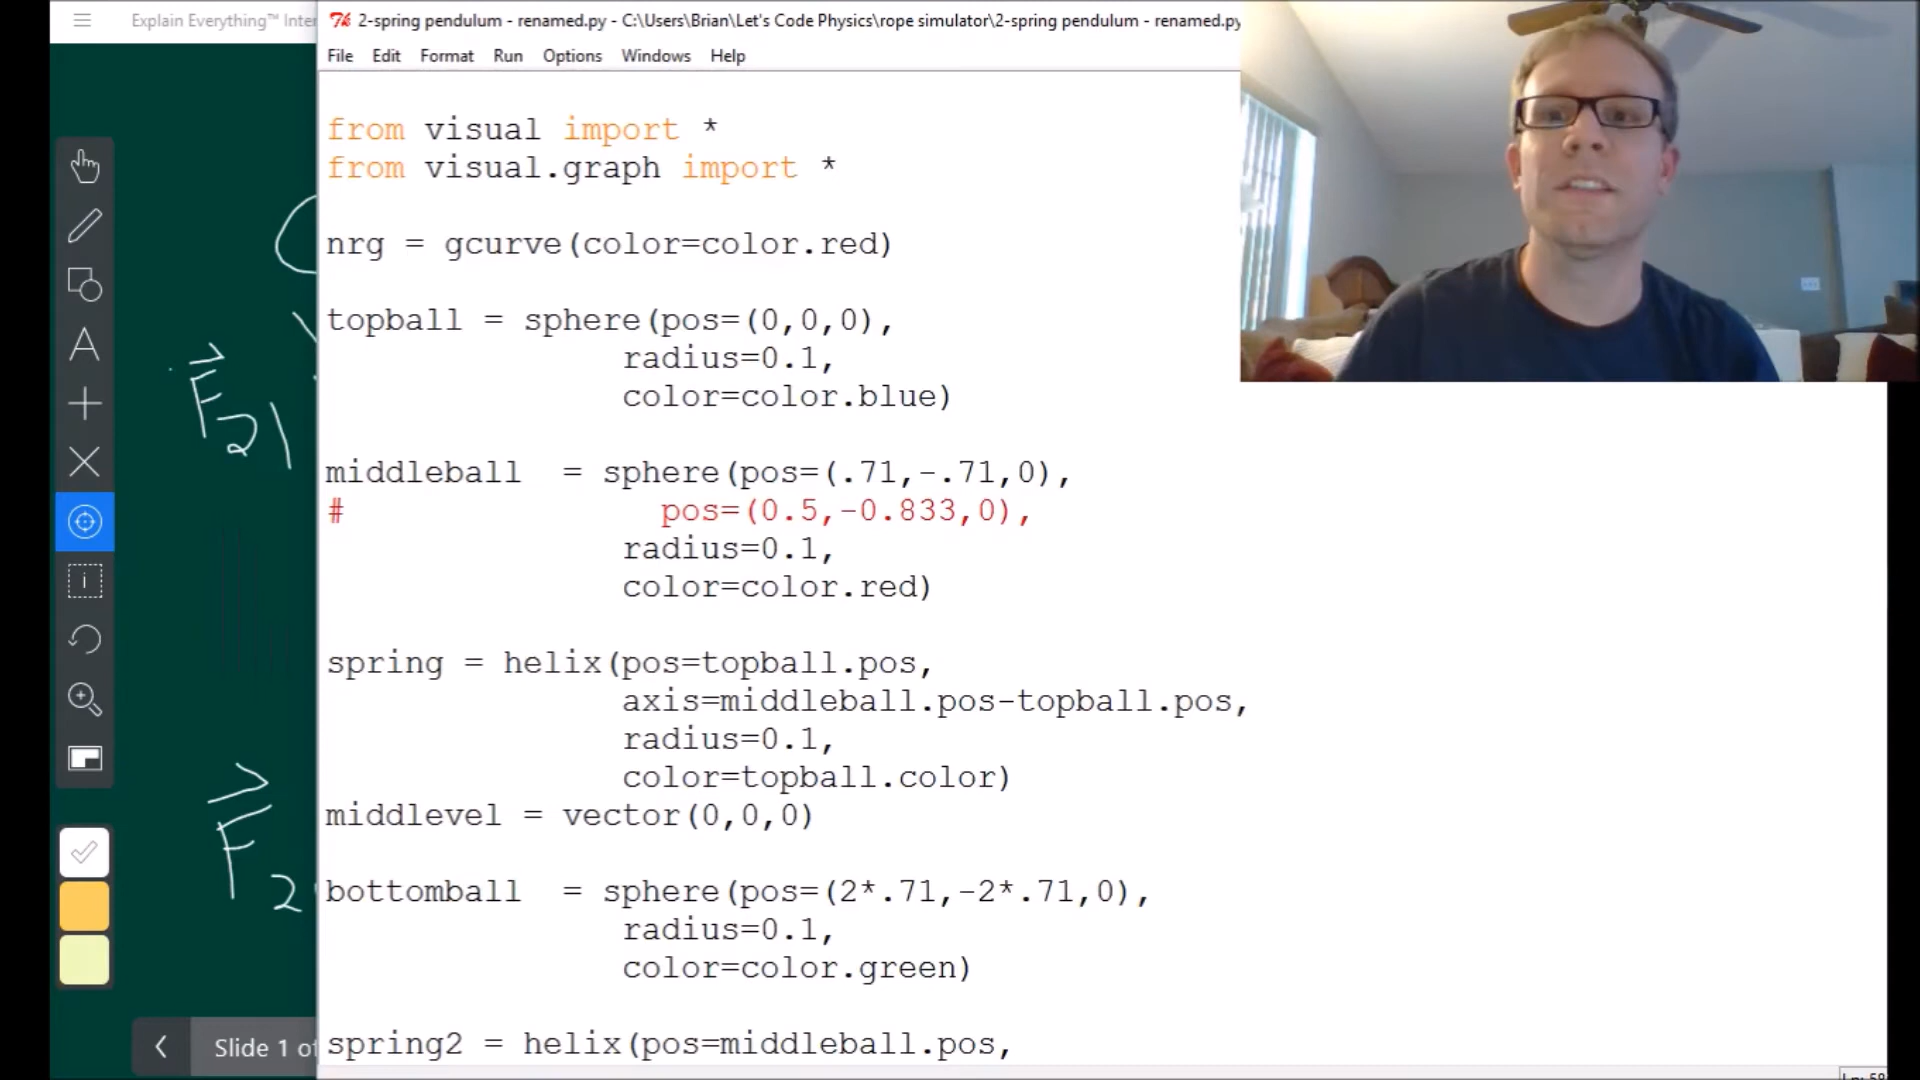 Explain Everything™ Inter
2-spring pendulum - renamed.py - C:\Users\Brian\Let's Code Physics\rope simulator\2-spring pendulum - renamed.py
File Edit Format Run Options Windows Help
from visual import *
from visual.graph import *
nrg = gcurve(color=color.red)
topball = sphere(pos=(0,0,0),
radius=0.1,
color=color.blue)
middleball = sphere(pos=(.71,-.71,0),
# pos=(0.5,-0.833,0),
radius=0.1,
color=color.red)
spring = helix(pos=topball.pos,
axis=middleball.pos-topball.pos,
radius=0.1,
color=topball.color)
middlevel = vector(0,0,0)
bottomball = sphere(pos=(2*.71,-2*.71,0),
radius=0.1,
color=color.green)
spring2 = helix(pos=middleball.pos,
F21
F2
A
i
Slide 1 of